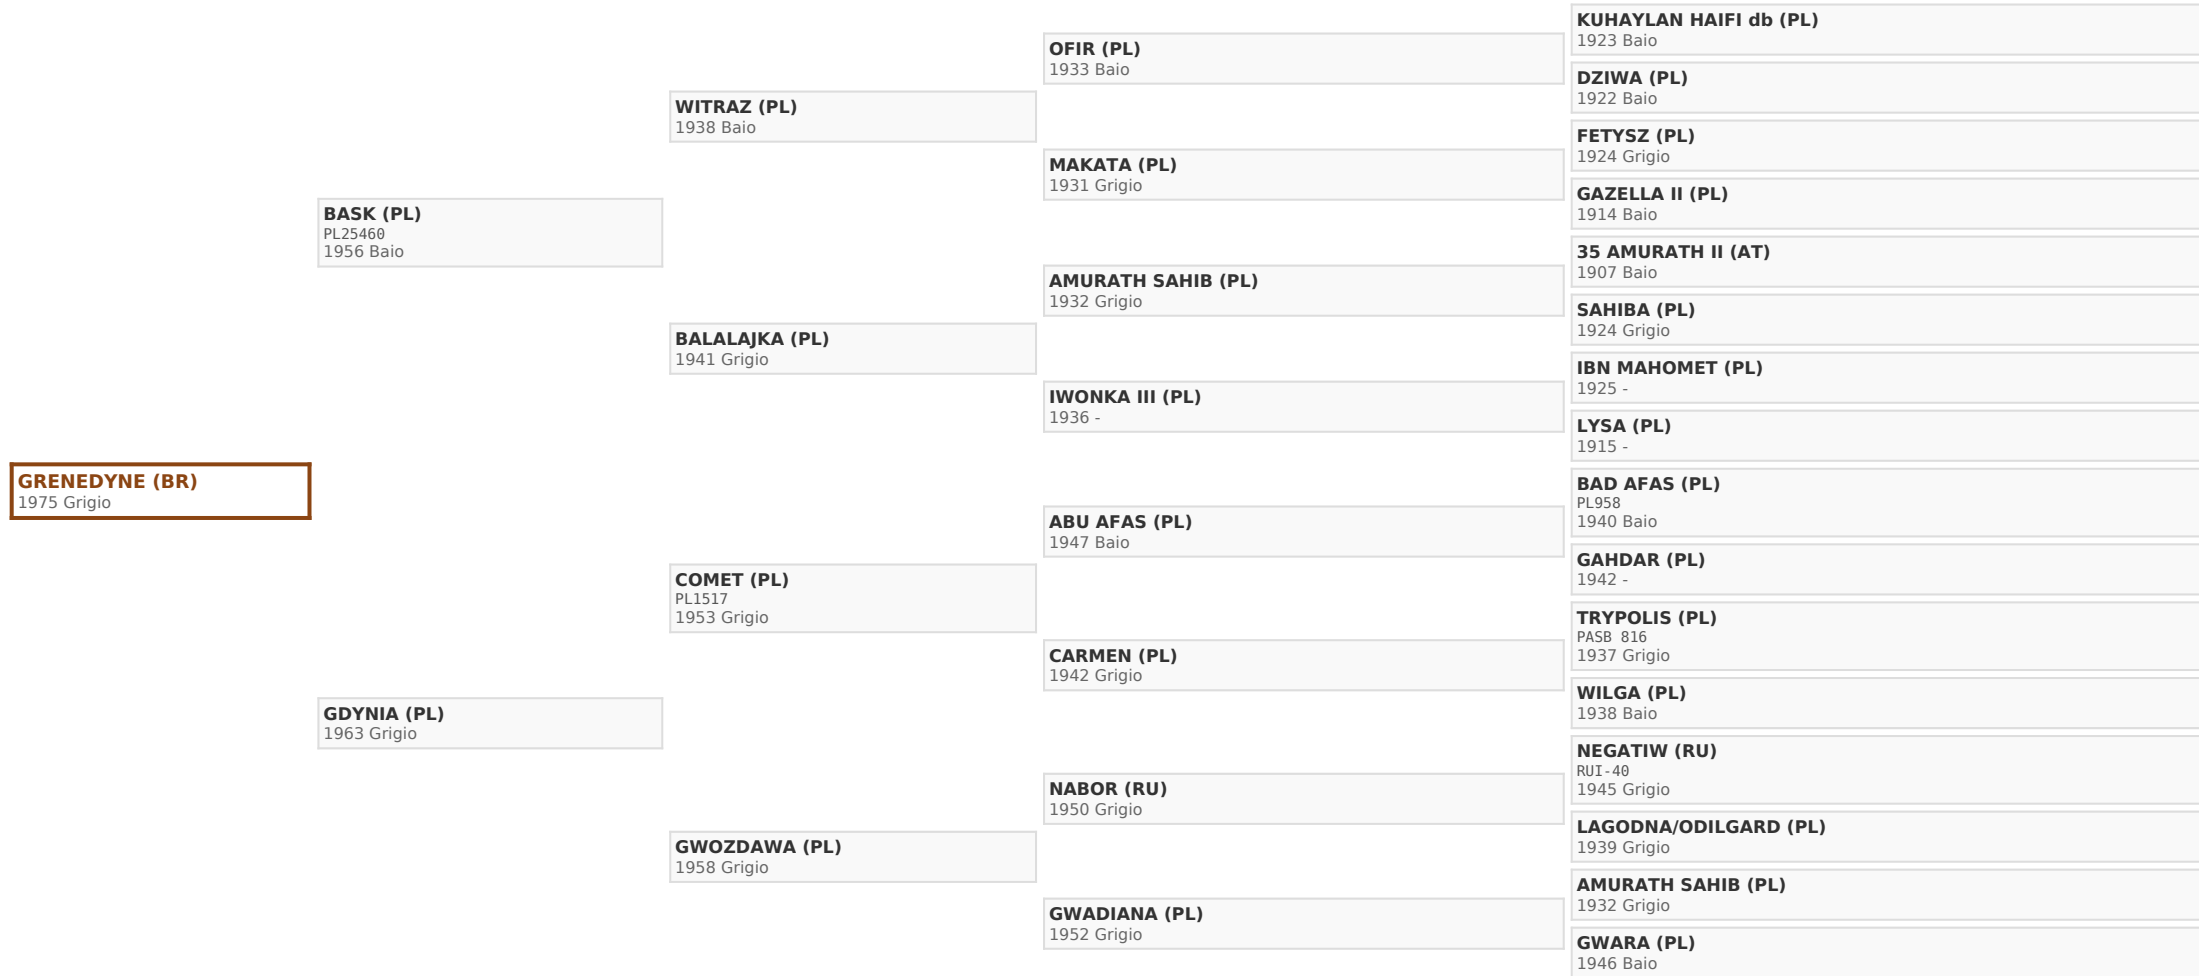 GRENEDYNE (BR)
1975 Grigio
BASK (PL)
PL25460
1956 Baio
GDYNIA (PL)
1963 Grigio
WITRAZ (PL)
1938 Baio
BALALAJKA (PL)
1941 Grigio
COMET (PL)
PL1517
1953 Grigio
GWOZDAWA (PL)
1958 Grigio
OFIR (PL)
1933 Baio
MAKATA (PL)
1931 Grigio
AMURATH SAHIB (PL)
1932 Grigio
IWONKA III (PL)
1936 -
ABU AFAS (PL)
1947 Baio
CARMEN (PL)
1942 Grigio
NABOR (RU)
1950 Grigio
GWADIANA (PL)
1952 Grigio
KUHAYLAN HAIFI db (PL)
1923 Baio
DZIWA (PL)
1922 Baio
FETYSZ (PL)
1924 Grigio
GAZELLA II (PL)
1914 Baio
35 AMURATH II (AT)
1907 Baio
SAHIBA (PL)
1924 Grigio
IBN MAHOMET (PL)
1925 -
LYSA (PL)
1915 -
BAD AFAS (PL)
PL958
1940 Baio
GAHDAR (PL)
1942 -
TRYPOLIS (PL)
PASB 816
1937 Grigio
WILGA (PL)
1938 Baio
NEGATIW (RU)
RUI-40
1945 Grigio
LAGODNA/ODILGARD (PL)
1939 Grigio
AMURATH SAHIB (PL)
1932 Grigio
GWARA (PL)
1946 Baio